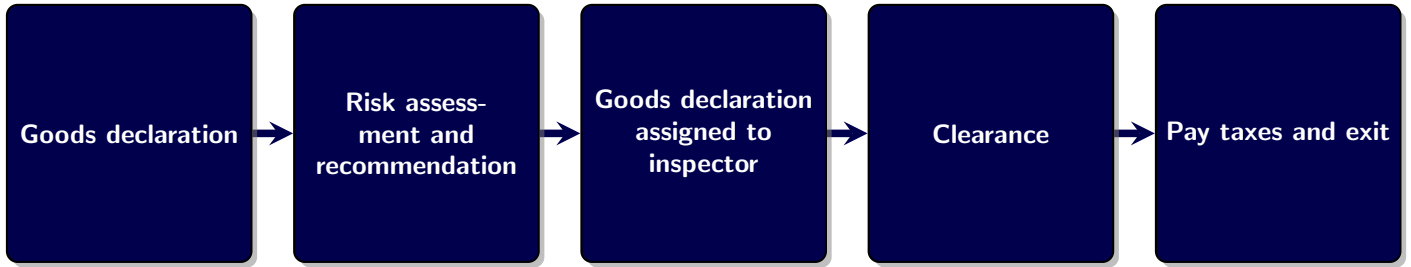 Goods declaration
Risk assess-
ment and
recommendation
Goods declaration
assigned to
inspector
Clearance
Pay taxes and exit